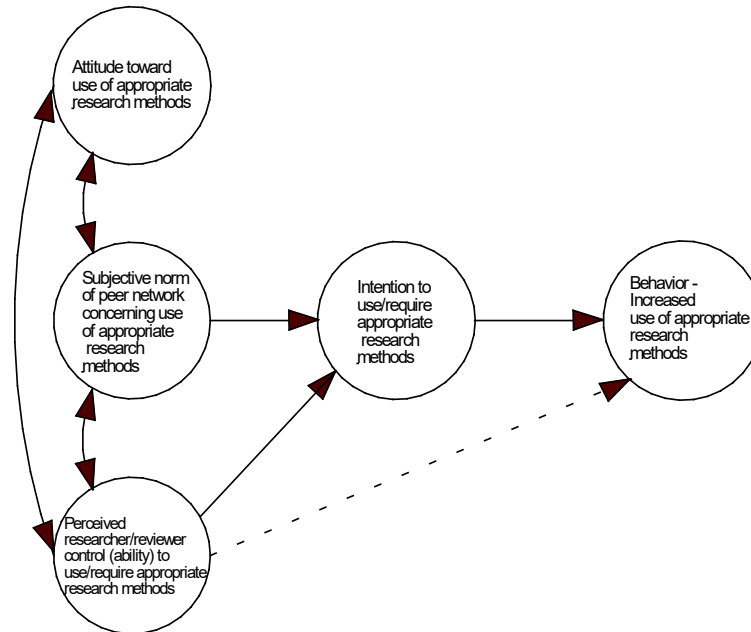 Attitude toward
use of appropriate
research methods
Subjective norm
of peer network
concerning use
of appropriate
research
methods
Intention to
use/require
appropriate
research
methods
Behavior -
Increased
use of appropriate
research
methods
Perceived
researcher/reviewer
control (ability) to
use/require appropriate
research methods